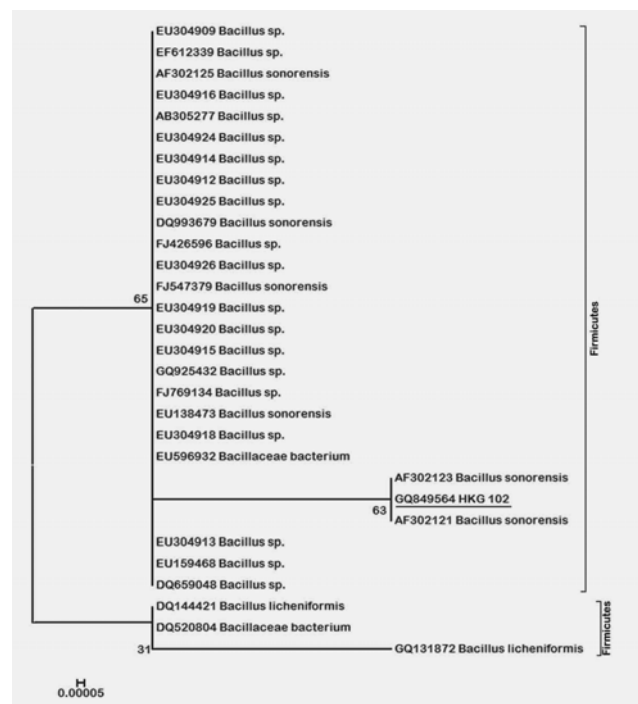 EU304909 Bacillus sp.
EF612339 Bacillus sp.
AF302125 Bacillus sonorensis
EU304916 Bacillus sp.
AB305277 Bacillus sp.
EU304924 Bacillus sp.
EU304914 Bacillus sp.
EU304912 Bacillus sp.
EU304925 Bacillus sp.
DQ993679 Bacillus sonorensis
FJ426596 Bacillus sp.
EU304926 Bacillus sp.
FJ547379 Bacillus sonorensis
65
EU304919 Bacillus sp.
EU304920 Bacillus sp.
EU304915 Bacillus sp.
GQ925432 Bacillus sp.
FJ769134 Bacillus sp.
EU138473 Bacillus sonorensis
EU304918 Bacillus sp.
EU596932 Bacillaceae bacterium
AF302123 Bacillus sonorensis
GQ849564 HKG 102
63
AF302121 Bacillus sonorensis
EU304913 Bacillus sp.
EU159468 Bacillus sp.
DQ659048 Bacillus sp.
Firmicutes
DQ144421 Bacillus licheniformis
DQ520804 Bacillaceae bacterium
31
GQ131872 Bacillus licheniformis
Firmicutes
0.00005